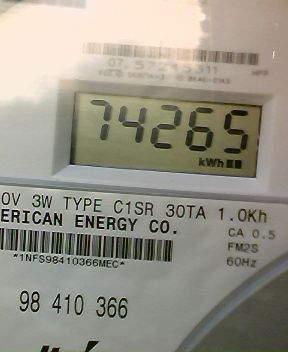 74265
kWh
0V 3W TYPE C1SR 30TA 1.0Kh
ERICAN ENERGY CO.
CA 0.5
FM2S
*1NFS98410366MEC*
60Hz
98 410 366